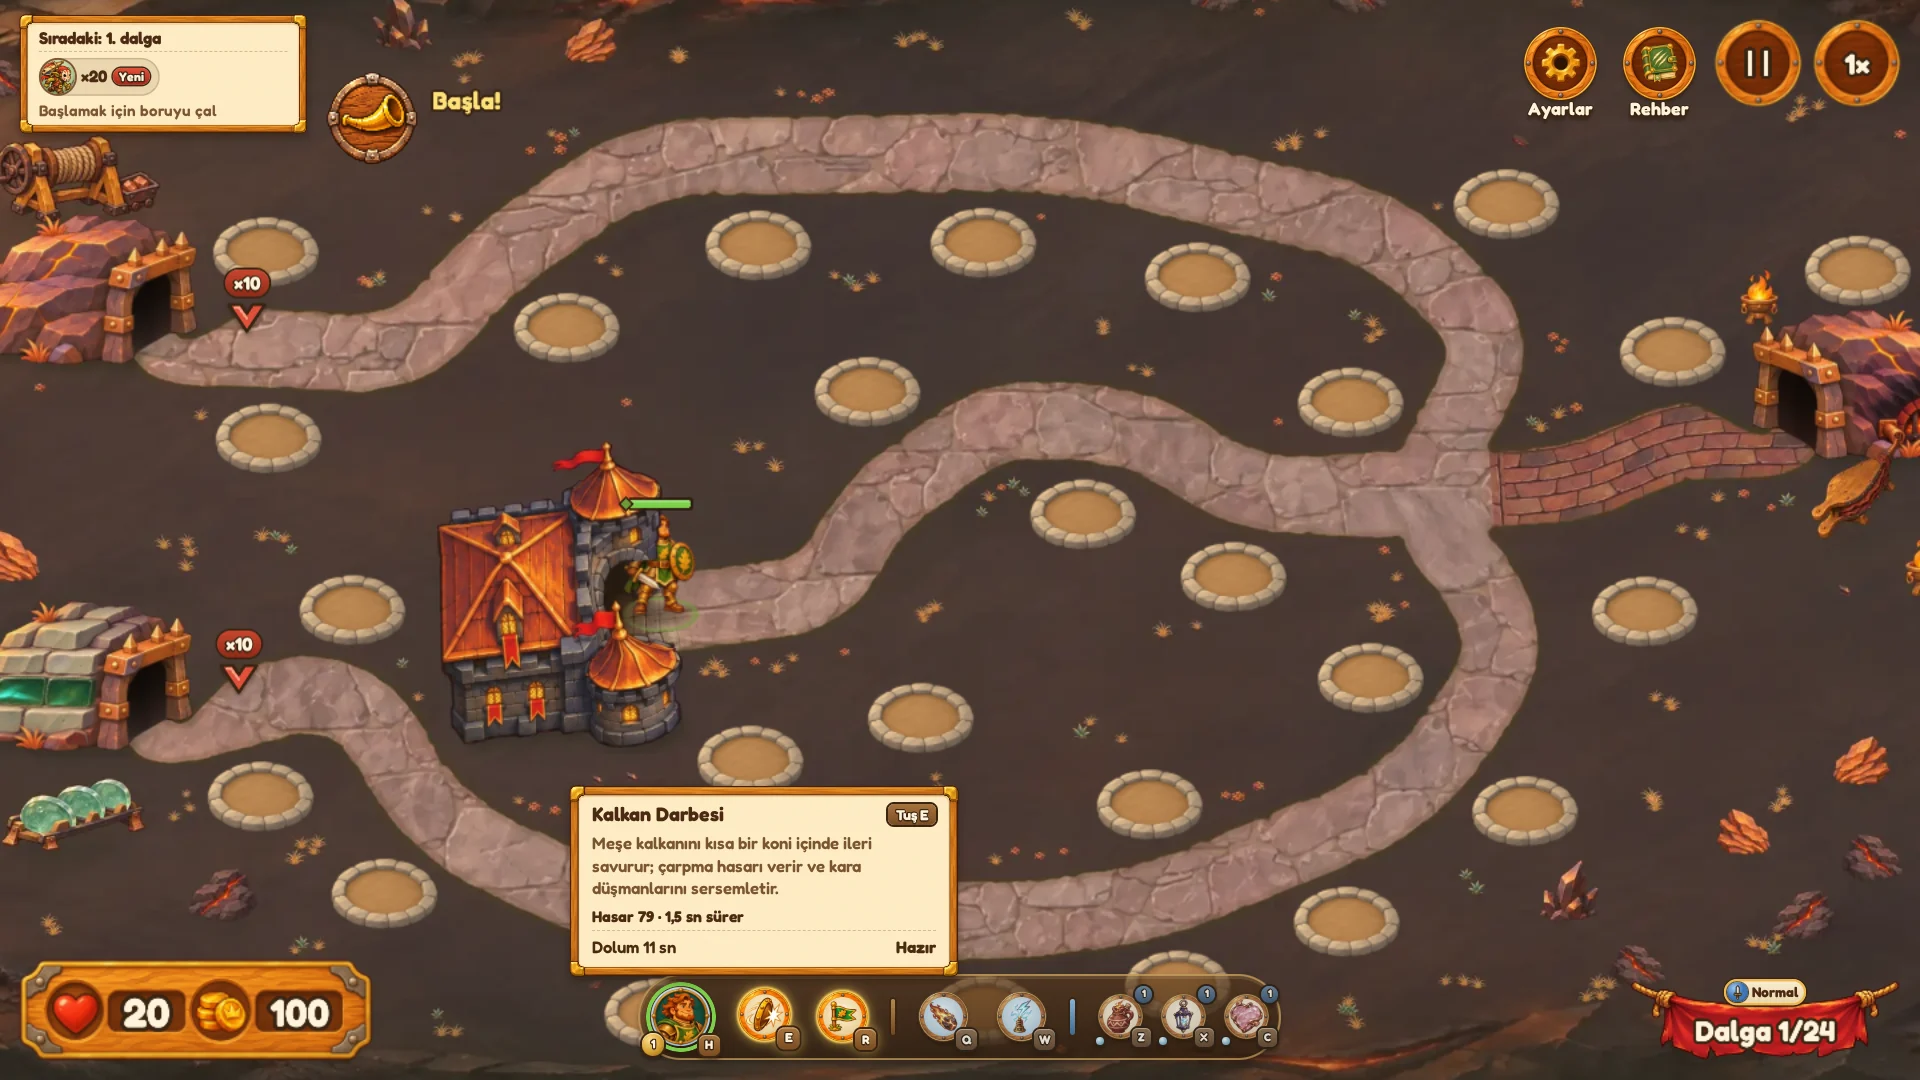 Sıradaki: 1. dalga
x20 Yeni
Başlamak için boruyu çal
Başla!
Ayarlar
Rehber
1x
x10
x10
Kalkan Darbesi
Tuş E
Meşe kalkanını kısa bir koni içinde ileri
savurur; çarpma hasarı verir ve kara
düşmanlarını sersemletir.
Hasar 79 · 1,5 sn sürer
Dolum 11 sn
Hazır
20
100
1
H
E
R
Q
W
1
Z
1
X
1
C
Normal
Dalga 1/24